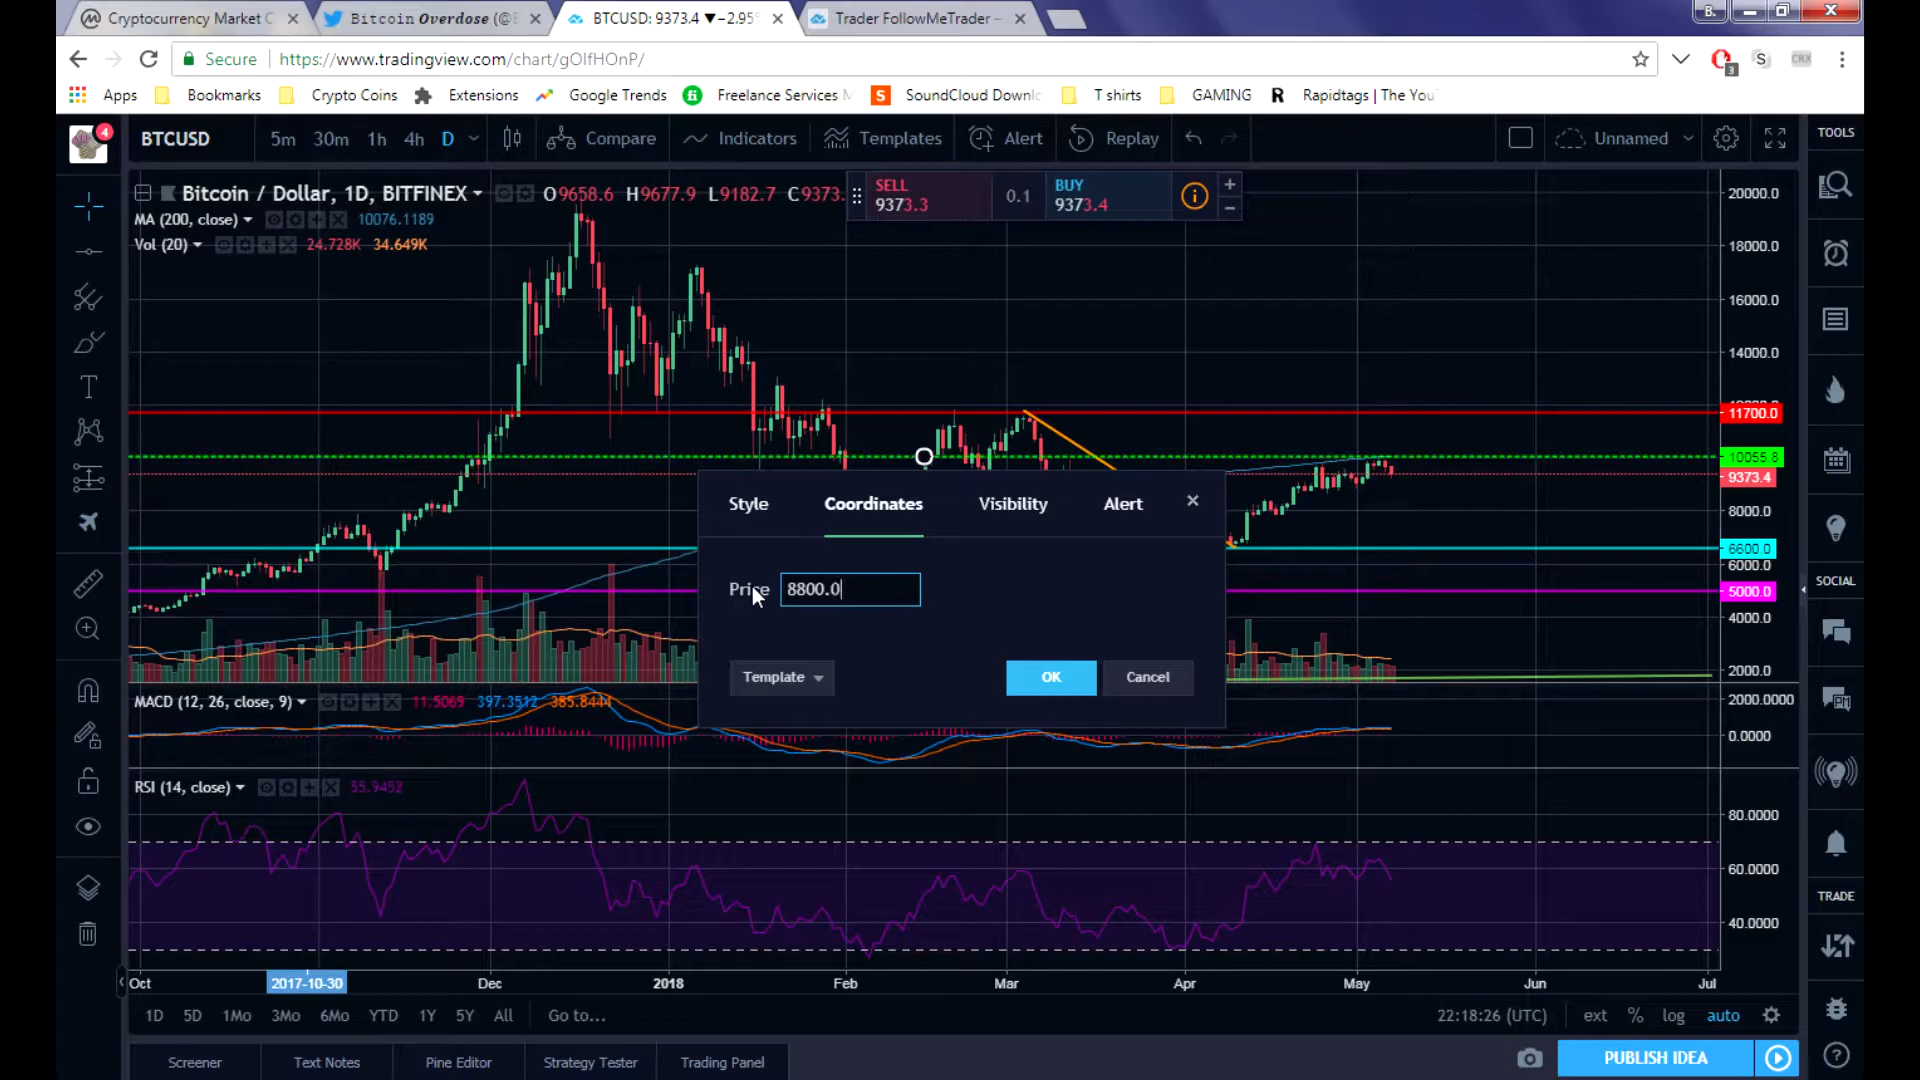 Cryptocurrency Market C
Bitcoin Overdose (@
BTCUSD: 9373.4 ▼−2.95%
Trader FollowMeTrader —
B.
Secure
https://www.tradingview.com/chart/gOIfHOnP/
3
S
CRX
Apps
Bookmarks
Crypto Coins
Extensions
Google Trends
Freelance Services
SoundCloud Downlo
T shirts
GAMING
Rapidtags | The You
4
BTCUSD
5m 30m 1h 4h D
Compare
Indicators
Templates
Alert
Replay
Unnamed
TOOLS
Bitcoin / Dollar, 1D, BITFINEX
O9658.6 H9677.9 L9182.7 C9373.
SELL
9373.3
0.1
BUY
9373.4
+
−
MA (200, close)
10076.1189
Vol (20)
24.728K 34.649K
20000.0
18000.0
16000.0
14000.0
11700.0
10055.8
9373.4
8000.0
6600.0
6000.0
5000.0
4000.0
2000.0
Style
Coordinates
Visibility
Alert
Price
8800.0
Template
OK
Cancel
SOCIAL
MACD (12, 26, close, 9)
11.5069 397.3512 385.8444
2000.0000
0.0000
RSI (14, close)
55.9452
80.0000
60.0000
40.0000
TRADE
Oct
2017-10-30
Dec
2018
Feb
Mar
Apr
May
Jun
Jul
1D 5D 1Mo 3Mo 6Mo YTD 1Y 5Y All
Go to...
22:18:26 (UTC)
ext % log auto
Screener
Text Notes
Pine Editor
Strategy Tester
Trading Panel
PUBLISH IDEA
?